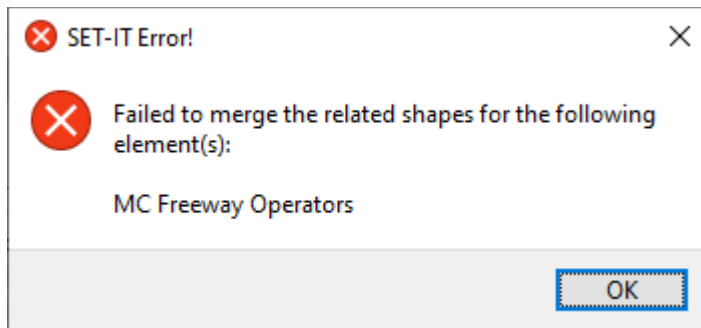 SET-IT Error!
Failed to merge the related shapes for the following
element(s):
MC Freeway Operators
OK